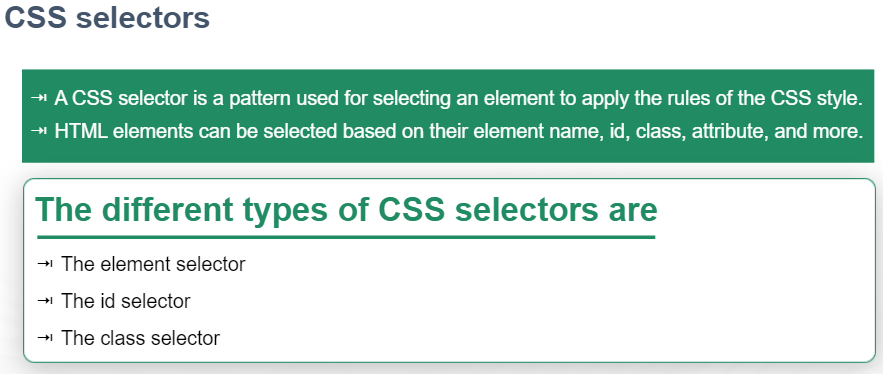 CSS selectors
⇥ A CSS selector is a pattern used for selecting an element to apply the rules of the CSS style.
⇥ HTML elements can be selected based on their element name, id, class, attribute, and more.
The different types of CSS selectors are
⇥ The element selector
⇥ The id selector
⇥ The class selector